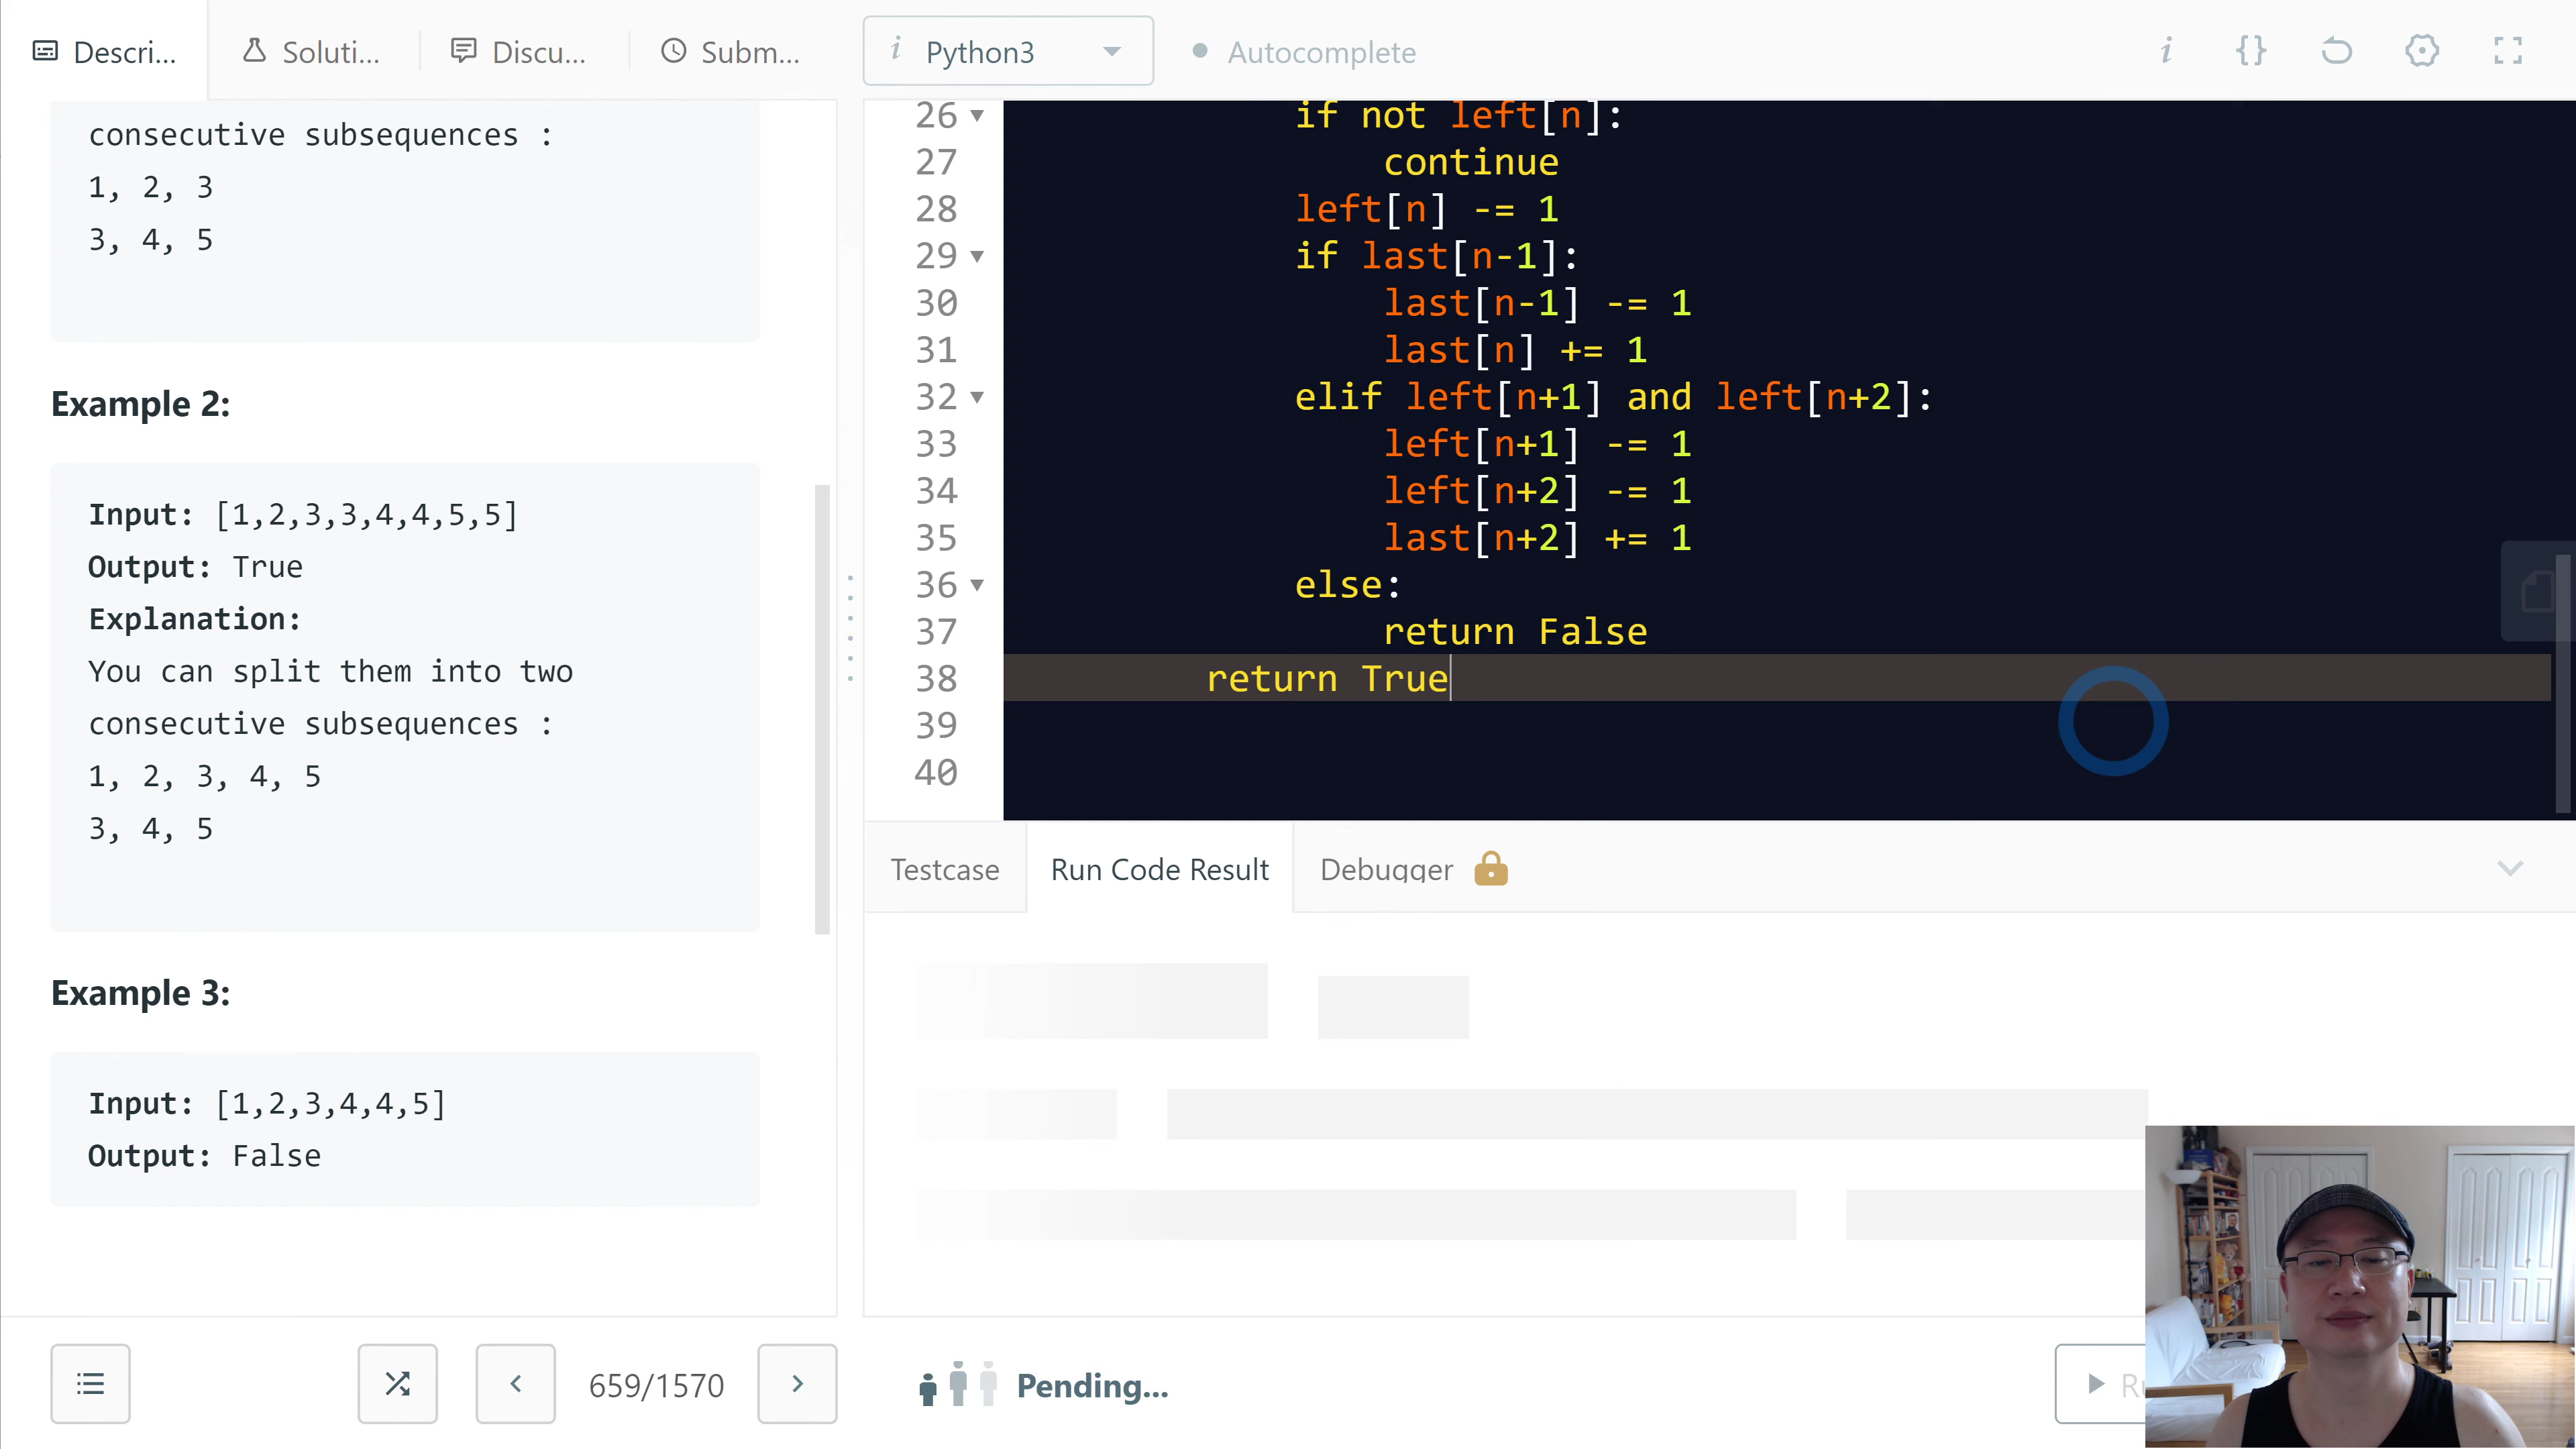 Descri...
Soluti...
Discu...
Subm...
i Python3
Autocomplete
i {}
consecutive subsequences :
1, 2, 3
3, 4, 5
Example 2:
Input: [1,2,3,3,4,4,5,5]
Output: True
Explanation:
You can split them into two
consecutive subsequences :
1, 2, 3, 4, 5
3, 4, 5
Example 3:
Input: [1,2,3,4,4,5]
Output: False
659/1570
26 if not left[n]:
27 continue
28 left[n] -= 1
29 if last[n-1]:
30 last[n-1] -= 1
31 last[n] += 1
32 elif left[n+1] and left[n+2]:
33 left[n+1] -= 1
34 left[n+2] -= 1
35 last[n+2] += 1
36 else:
37 return False
38 return True
39
40
Testcase
Run Code Result
Debugger
Pending...